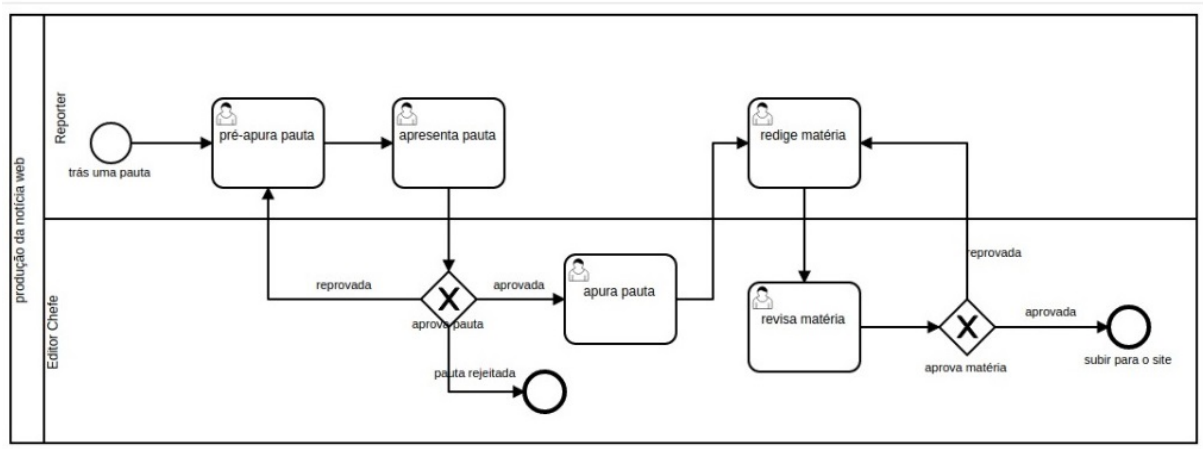 produção da notícia web
Reporter
trás uma pauta
pré-apura pauta
apresenta pauta
redige matéria
Editor Chefe
reprovada
aprova pauta
aprovada
apura pauta
pauta rejeitada
revisa matéria
reprovada
aprova matéria
aprovada
subir para o site